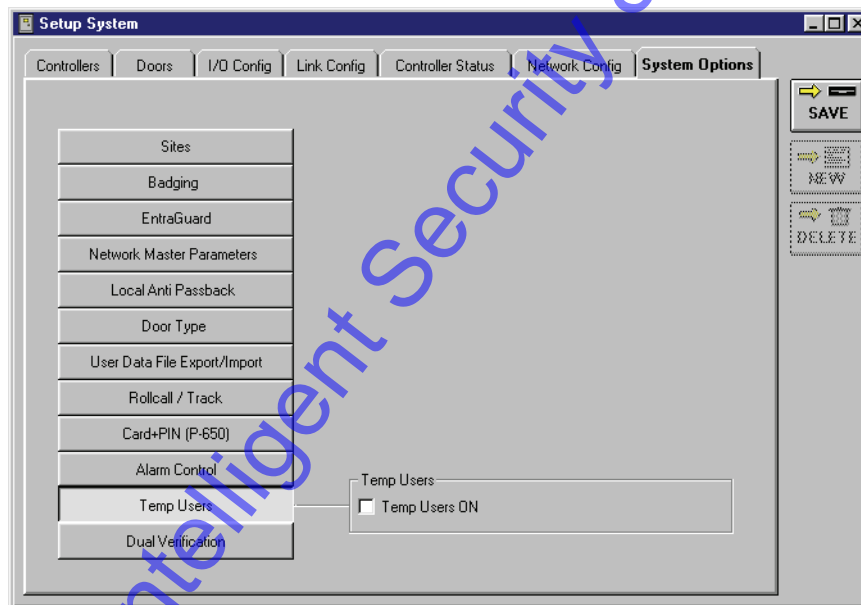 Setup System
Controllers Doors I/O Config Link Config Controller Status Network Config System Options
SAVE
NEW
DELETE
Sites
Badging
EntraGuard
Network Master Parameters
Local Anti Passback
Door Type
User Data File Export/Import
Rollcall / Track
Card+PIN (P-650)
Alarm Control
Temp Users
Dual Verification
Temp Users
Temp Users ON
Intelligent Security